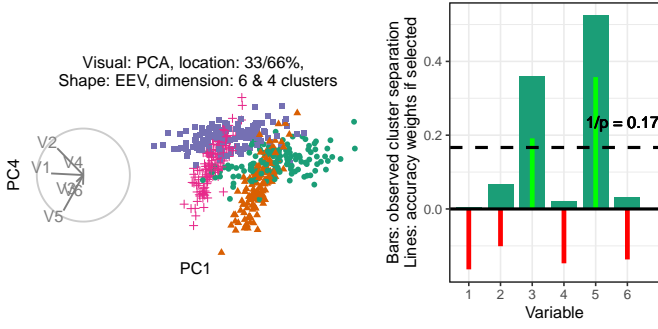 Visual: PCA, location: 33/66%,
Shape: EEV, dimension: 6 & 4 clusters
V2
V4
V1
V3
V6
V5
PC4
PC1
Bars: observed cluster separation
Lines: accuracy weights if selected
0.4
0.2
0.0
1/p = 0.17
1 2 3 4 5 6
Variable